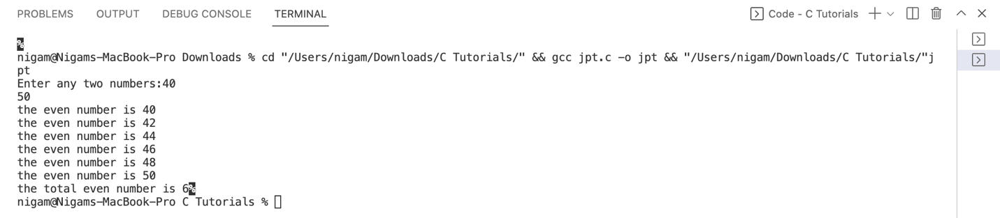 PROBLEMS OUTPUT DEBUG CONSOLE TERMINAL Code - C Tutorials
%
nigam@Nigams-MacBook-Pro Downloads % cd "/Users/nigam/Downloads/C Tutorials/" && gcc jpt.c -o jpt && "/Users/nigam/Downloads/C Tutorials/"j
pt
Enter any two numbers:40
50
the even number is 40
the even number is 42
the even number is 44
the even number is 46
the even number is 48
the even number is 50
the total even number is 6%
nigam@Nigams-MacBook-Pro C Tutorials %